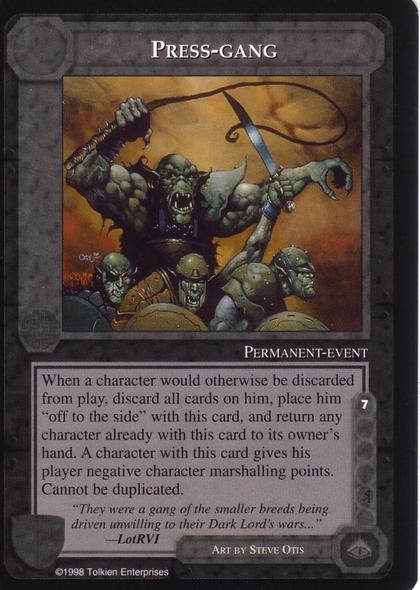 PRESS-GANG
PERMANENT-EVENT
When a character would otherwise be discarded
from play, discard all cards on him, place him
“off to the side” with this card, and return any
character already with this card to its owner’s
hand. A character with this card gives his
player negative character marshalling points.
Cannot be duplicated.
7
“They were a gang of the smaller breeds being
driven unwilling to their Dark Lord’s wars...”
—LotRVI
ART BY STEVE OTIS
©1998 Tolkien Enterprises